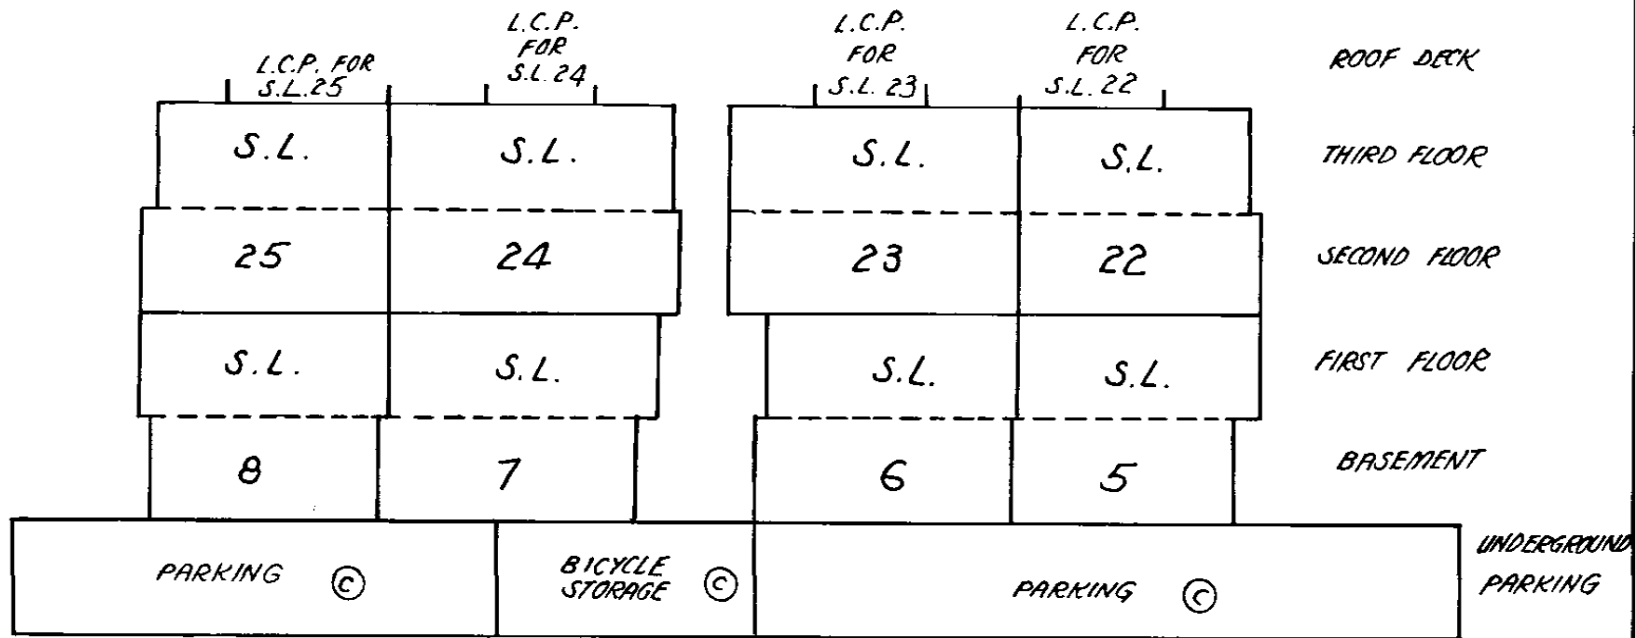 L.C.P. FOR
S.L.25
L.C.P.
FOR
S.L.24
L.C.P.
FOR
S.L. 23
L.C.P.
FOR
S.L. 22
ROOF DECK
S.L.
S.L.
S.L.
S.L.
THIRD FLOOR
25
24
23
22
SECOND FLOOR
S.L.
S.L.
S.L.
S.L.
FIRST FLOOR
8
7
6
5
BASEMENT
PARKING Ⓒ
BICYCLE
STORAGE Ⓒ
PARKING Ⓒ
UNDERGROUND
PARKING